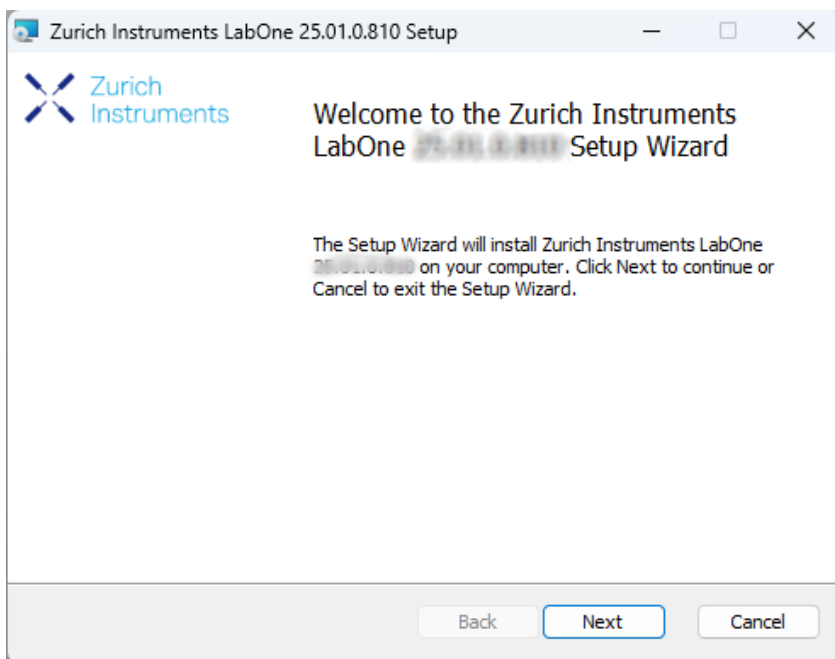 Zurich Instruments LabOne 25.01.0.810 Setup
Zurich
Instruments
Welcome to the Zurich Instruments
LabOne Setup Wizard
The Setup Wizard will install Zurich Instruments LabOne
on your computer. Click Next to continue or
Cancel to exit the Setup Wizard.
Back
Next
Cancel